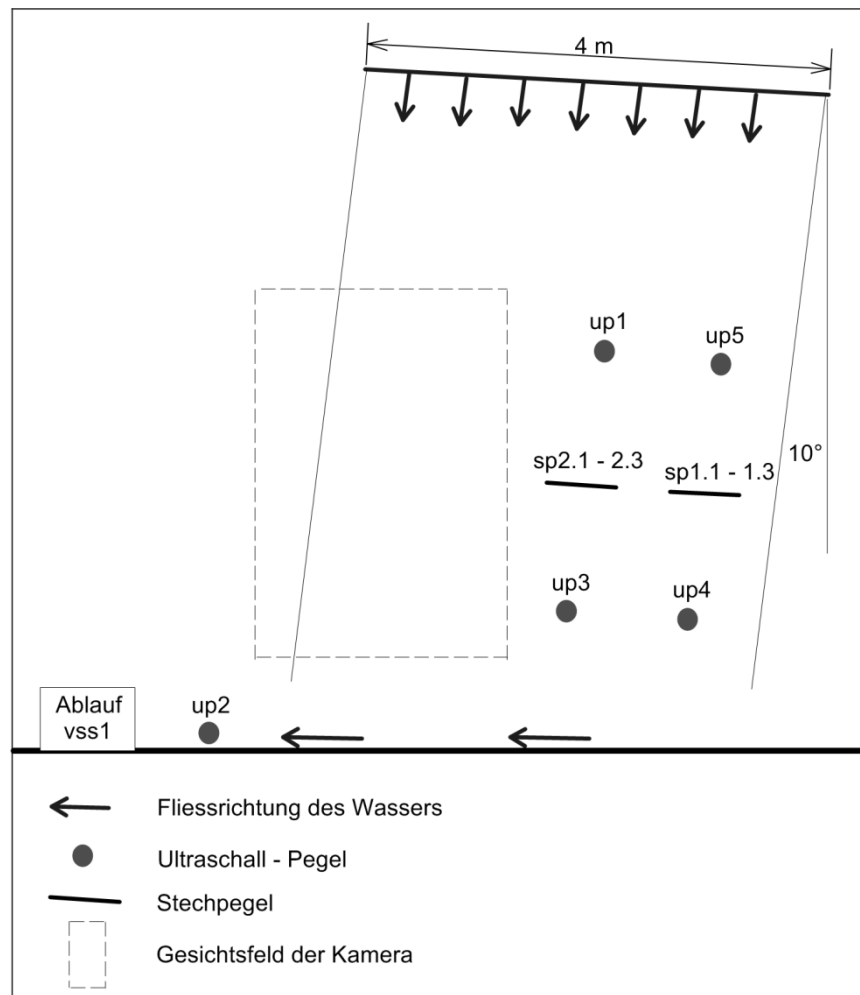 4 m
up1
up5
sp2.1 - 2.3
sp1.1 - 1.3
10°
up3
up4
Ablauf
vss1
up2
Fliessrichtung des Wassers
Ultraschall - Pegel
Stechpegel
Gesichtsfeld der Kamera